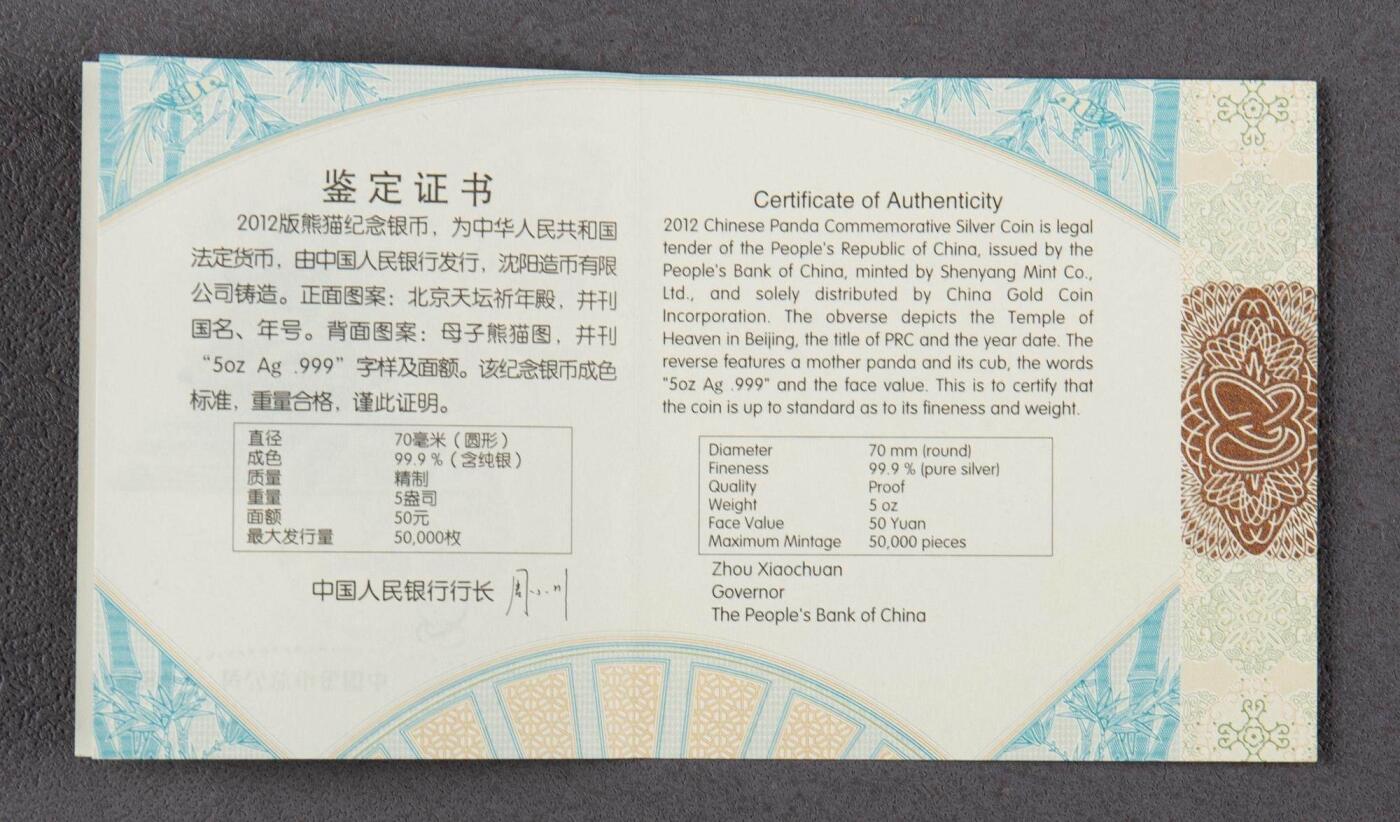 鉴定证书
2012版熊猫纪念银币，为中华人民共和国
法定货币，由中国人民银行发行，沈阳造币有限
公司铸造。正面图案：北京天坛祈年殿，并刊
国名、年号。背面图案：母子熊猫图，并刊
“5oz Ag .999”字样及面额。该纪念银币成色
标准，重量合格，谨此证明。
直径 70毫米（圆形）
成色 99.9 %（含纯银）
质量 精制
重量 5盎司
面额 50元
最大发行量 50,000枚
中国人民银行行长 周小川
Certificate of Authenticity
2012 Chinese Panda Commemorative Silver Coin is legal
tender of the People's Republic of China, issued by the
People's Bank of China, minted by Shenyang Mint Co.,
Ltd., and solely distributed by China Gold Coin
Incorporation. The obverse depicts the Temple of
Heaven in Beijing, the title of PRC and the year date. The
reverse features a mother panda and its cub, the words
"5oz Ag .999" and the face value. This is to certify that
the coin is up to standard as to its fineness and weight.
Diameter 70 mm (round)
Fineness 99.9 % (pure silver)
Quality Proof
Weight 5 oz
Face Value 50 Yuan
Maximum Mintage 50,000 pieces
Zhou Xiaochuan
Governor
The People's Bank of China